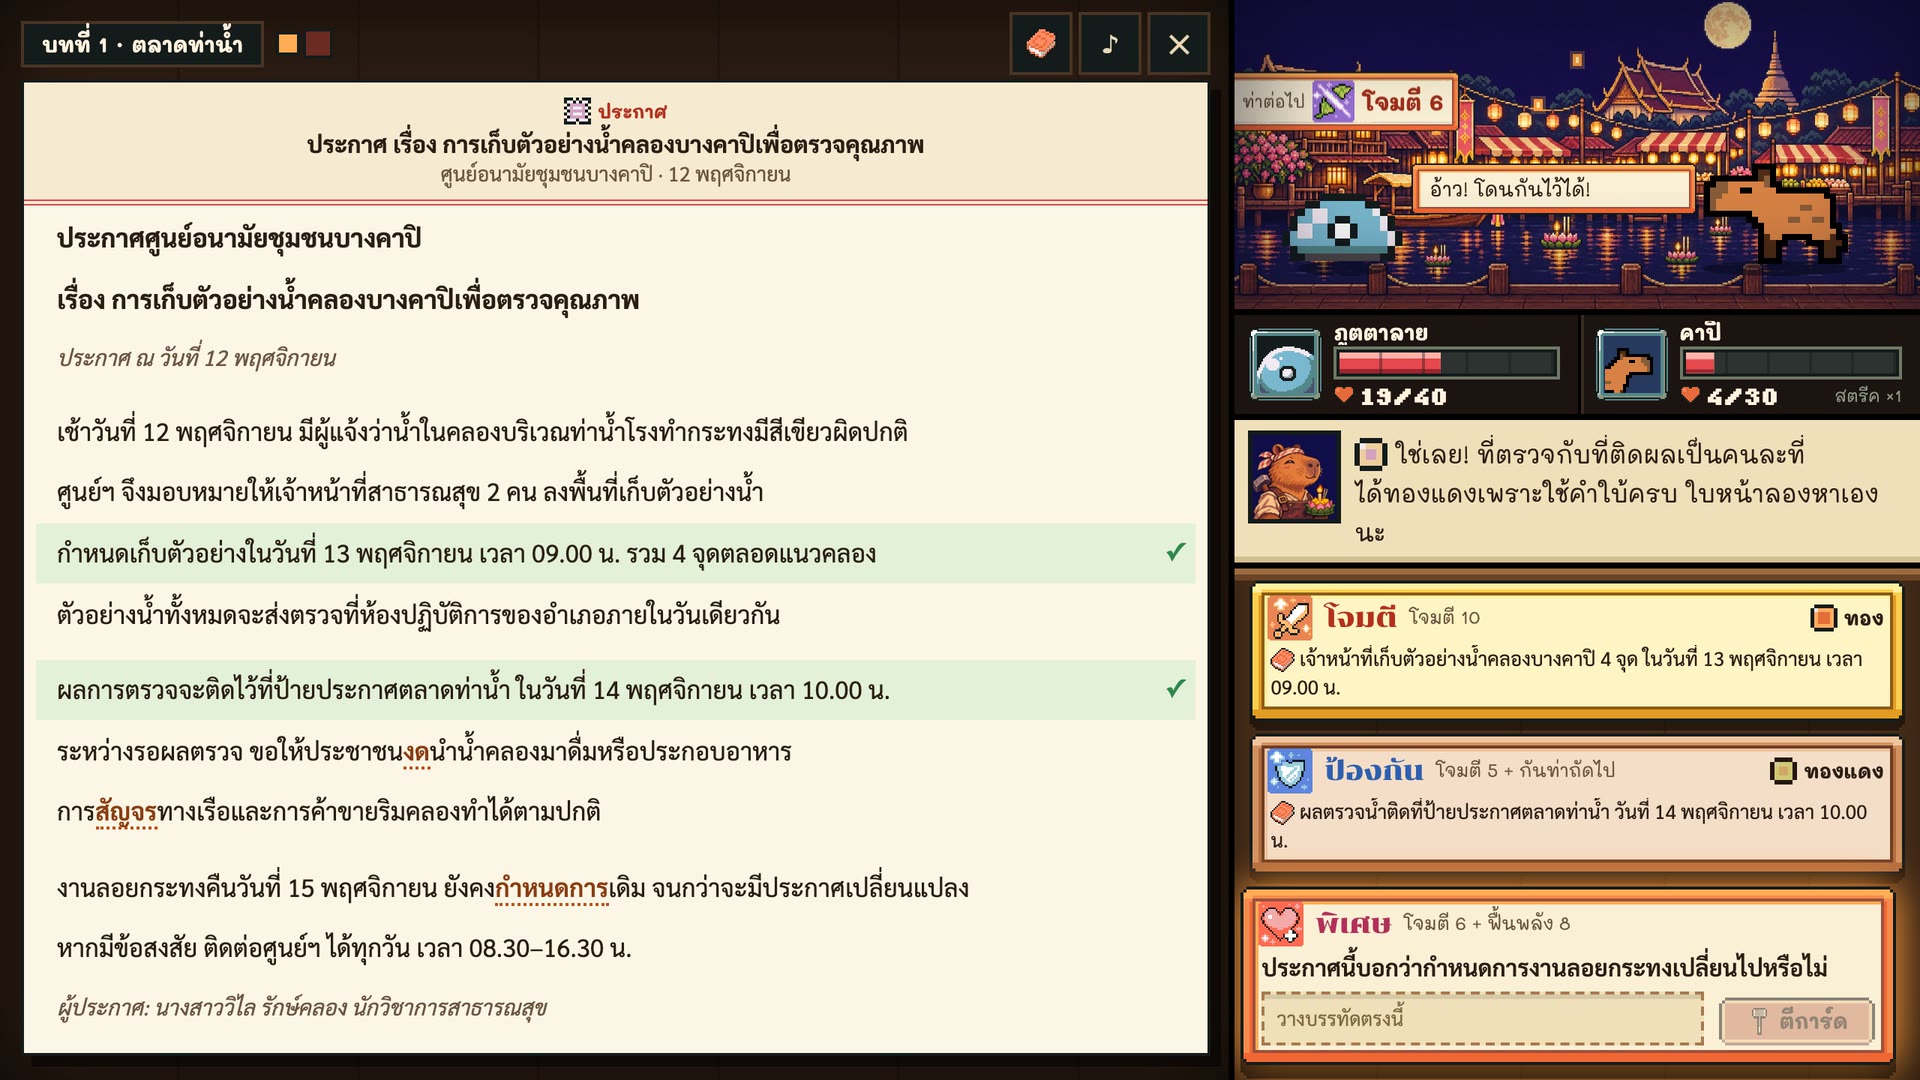 บทที่ 1 · ตลาดท่าน้ำ
ประกาศ
ประกาศ เรื่อง การเก็บตัวอย่างน้ำคลองบางคาปิเพื่อตรวจคุณภาพ
ศูนย์อนามัยชุมชนบางคาปิ · 12 พฤศจิกายน
ประกาศศูนย์อนามัยชุมชนบางคาปิ
เรื่อง การเก็บตัวอย่างน้ำคลองบางคาปิเพื่อตรวจคุณภาพ
ประกาศ ณ วันที่ 12 พฤศจิกายน
เช้าวันที่ 12 พฤศจิกายน มีผู้แจ้งว่าน้ำในคลองบริเวณท่าน้ำโรงทำกระทงมีสีเขียวผิดปกติ
ศูนย์ฯ จึงมอบหมายให้เจ้าหน้าที่สาธารณสุข 2 คน ลงพื้นที่เก็บตัวอย่างน้ำ
กำหนดเก็บตัวอย่างในวันที่ 13 พฤศจิกายน เวลา 09.00 น. รวม 4 จุดตลอดแนวคลอง
ตัวอย่างน้ำทั้งหมดจะส่งตรวจที่ห้องปฏิบัติการของอำเภอภายในวันเดียวกัน
ผลการตรวจจะติดไว้ที่ป้ายประกาศตลาดท่าน้ำ ในวันที่ 14 พฤศจิกายน เวลา 10.00 น.
ระหว่างรอผลตรวจ ขอให้ประชาชนงดนำน้ำคลองมาดื่มหรือประกอบอาหาร
การสัญจรทางเรือและการค้าขายริมคลองทำได้ตามปกติ
งานลอยกระทงคืนวันที่ 15 พฤศจิกายน ยังคงกำหนดการเดิม จนกว่าจะมีประกาศเปลี่ยนแปลง
หากมีข้อสงสัย ติดต่อศูนย์ฯ ได้ทุกวัน เวลา 08.30–16.30 น.
ผู้ประกาศ: นางสาววิไล รักษ์คลอง นักวิชาการสาธารณสุข
ท่าต่อไป โจมตี 6
อ้าว! โดนกันไว้ได้!
ภูตตาลาย
19/40
คาปี
4/30 สตรีค ×1
ใช่เลย! ที่ตรวจกับที่ติดผลเป็นคนละที่
ได้ทองแดงเพราะใช้คำใบ้ครบ ใบหน้าลองหาเอง
นะ
โจมตี โจมตี 10 ทอง
เจ้าหน้าที่เก็บตัวอย่างน้ำคลองบางคาปิ 4 จุด ในวันที่ 13 พฤศจิกายน เวลา
09.00 น.
ป้องกัน โจมตี 5 + กันท่าถัดไป ทองแดง
ผลตรวจน้ำติดที่ป้ายประกาศตลาดท่าน้ำ วันที่ 14 พฤศจิกายน เวลา 10.00
น.
พิเศษ โจมตี 6 + ฟื้นพลัง 8
ประกาศนี้บอกว่ากำหนดการงานลอยกระทงเปลี่ยนไปหรือไม่
วางบรรทัดตรงนี้
ตีการ์ด